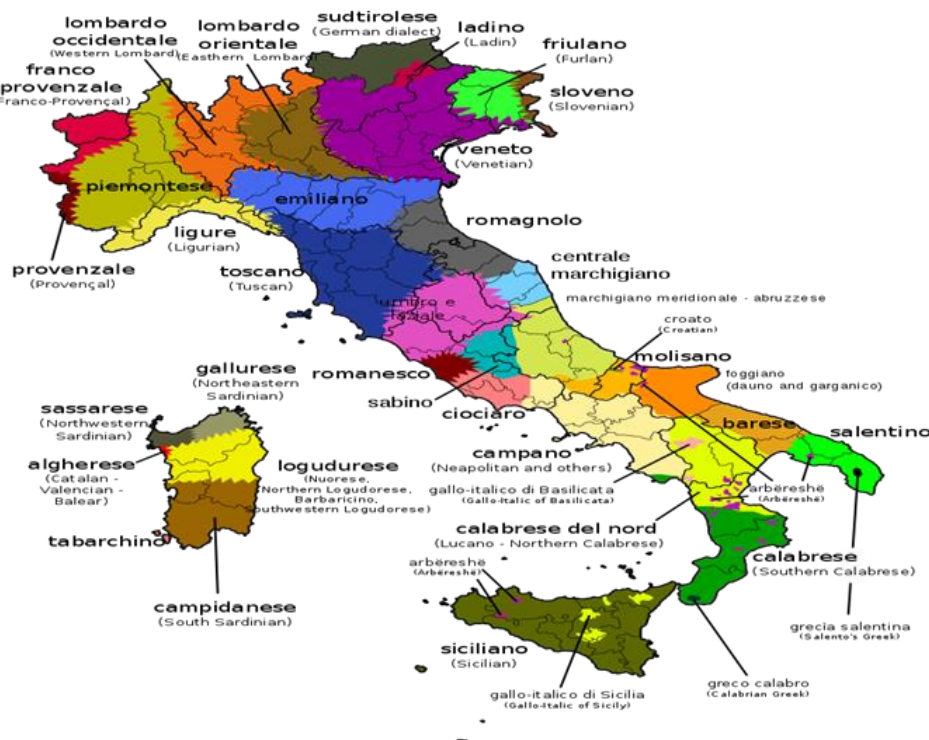 lombardo
occidentale
(Western Lombard)
lombardo
orientale
(Eastern Lombard)
sudtirolese
(German dialect)
ladino
(Ladin)
friulano
(Furlan)
sloveno
(Slovenian)
franco
provenzale
Franco-Provençal)
veneto
(Venetian)
piemontese
emiliano
romagnolo
ligure
(Ligurian)
provenzale
(Provençal)
toscano
(Tuscan)
centrale
marchigiano
marchigiano meridionale - abruzzese
umbro e
laziale
croato
(Croatian)
molisano
foggiano
(dauno and garganico)
romanesco
sabino
ciociaro
gallurese
(Northeastern
Sardinian)
sassarese
(Northwestern
Sardinian)
barese
salentino
campano
(Neapolitan and others)
algherese
(Catalan -
Valencian -
Balear)
logudurese
(Nuorese,
Northern Logudorese,
Barbaricino,
Southwestern Logudorese)
gallo-italico di Basilicata
(Gallo-Italic of Basilicata)
arbëreshë
(Arbëreshë)
tabarchino
calabrese del nord
(Lucano - Northern Calabrese)
calabrese
(Southern Calabrese)
arbëreshë
(Arbëreshë)
campidanese
(South Sardinian)
grecìa salentina
(Salento's Greek)
siciliano
(Sicilian)
gallo-italico di Sicilia
(Gallo-Italic of Sicily)
greco calabro
(Calabrian Greek)